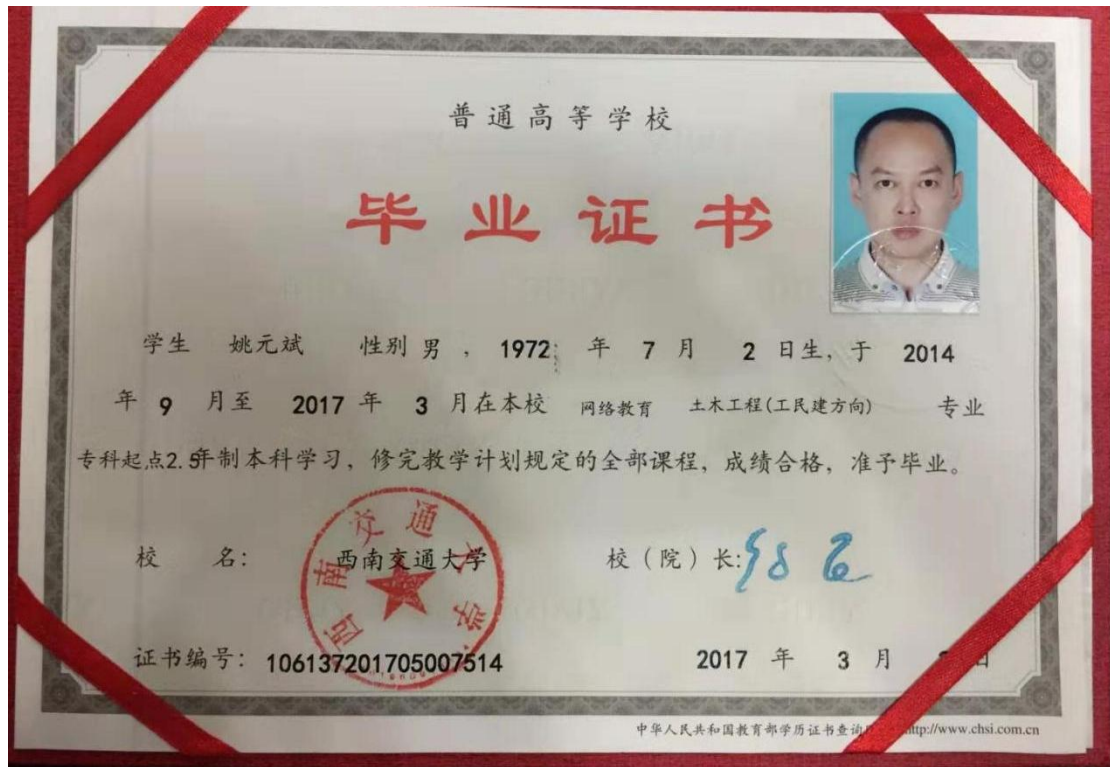 普通高等学校
毕业证书
学生 姚元斌 性别 男 , 1972 年 7 月 2 日生, 于 2014
年 9 月至 2017 年 3 月在本校 网络教育 土木工程(工民建方向) 专业
专科起点2.5年制本科学习, 修完教学计划规定的全部课程, 成绩合格, 准予毕业。
校 名: 西南交通大学 校(院)长:
西南交通大学
证书编号: 106137201705007514 2017 年 3 月 日
中华人民共和国教育部学历证书查询 http://www.chsi.com.cn